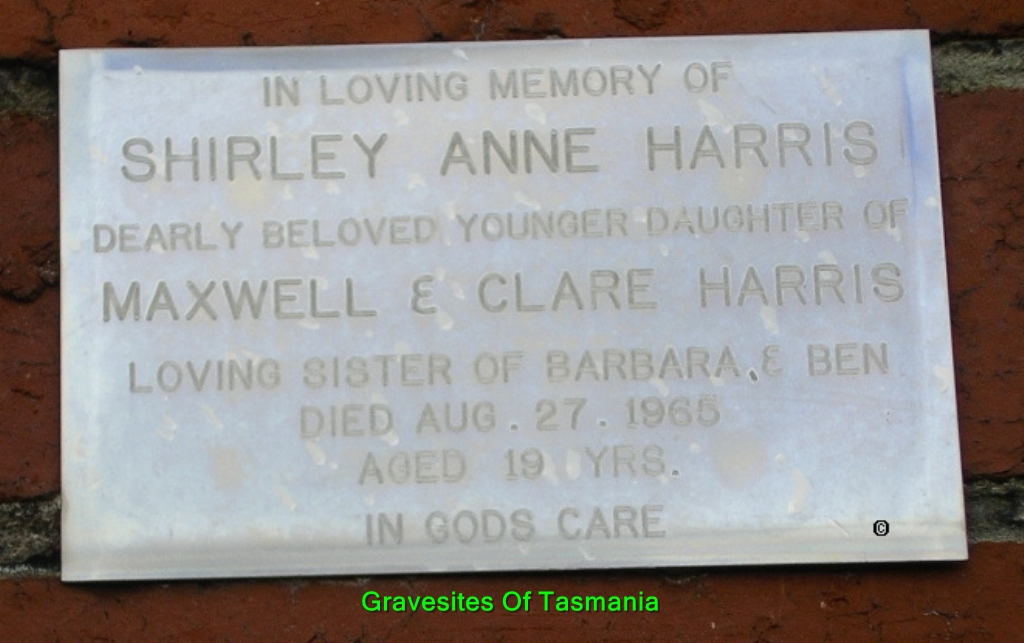 IN LOVING MEMORY OF
SHIRLEY ANNE HARRIS
DEARLY BELOVED YOUNGER DAUGHTER OF
MAXWELL & CLARE HARRIS
LOVING SISTER OF BARBARA, & BEN
DIED AUG. 27. 1965
AGED 19 YRS.
IN GODS CARE
©
Gravesites Of Tasmania